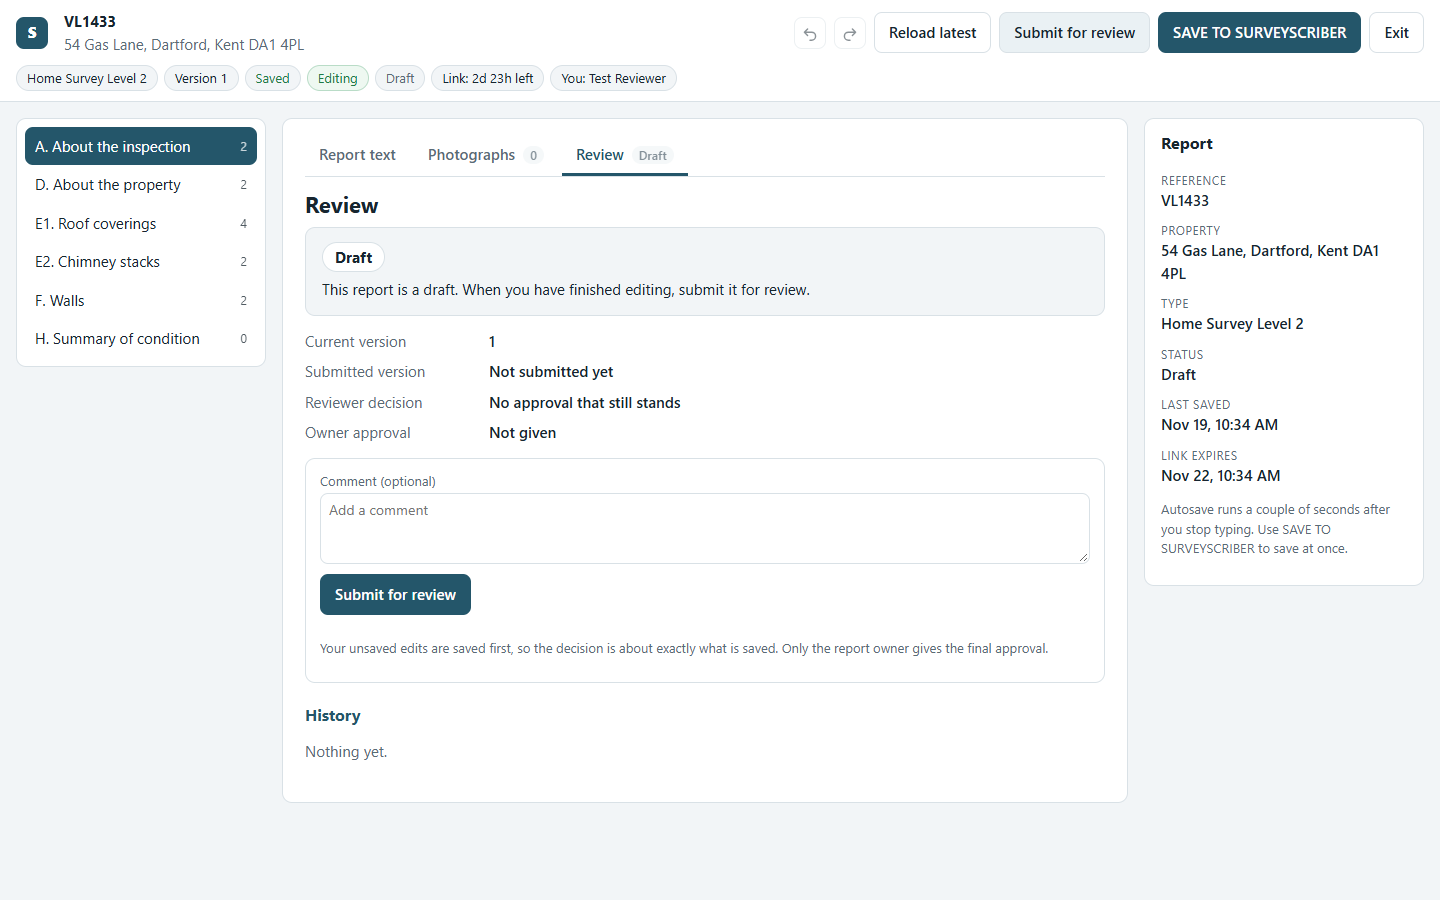 S
VL1433
54 Gas Lane, Dartford, Kent DA1 4PL
Reload latest
Submit for review
SAVE TO SURVEYSCRIBER
Exit
Home Survey Level 2
Version 1
Saved
Editing
Draft
Link: 2d 23h left
You: Test Reviewer
A. About the inspection 2
D. About the property 2
E1. Roof coverings 4
E2. Chimney stacks 2
F. Walls 2
H. Summary of condition 0
Report text
Photographs 0
Review Draft
Review
Draft
This report is a draft. When you have finished editing, submit it for review.
Current version 1
Submitted version Not submitted yet
Reviewer decision No approval that still stands
Owner approval Not given
Comment (optional)
Add a comment
Submit for review
Your unsaved edits are saved first, so the decision is about exactly what is saved. Only the report owner gives the final approval.
History
Nothing yet.
Report
REFERENCE
VL1433
PROPERTY
54 Gas Lane, Dartford, Kent DA1
4PL
TYPE
Home Survey Level 2
STATUS
Draft
LAST SAVED
Nov 19, 10:34 AM
LINK EXPIRES
Nov 22, 10:34 AM
Autosave runs a couple of seconds after
you stop typing. Use SAVE TO
SURVEYSCRIBER to save at once.